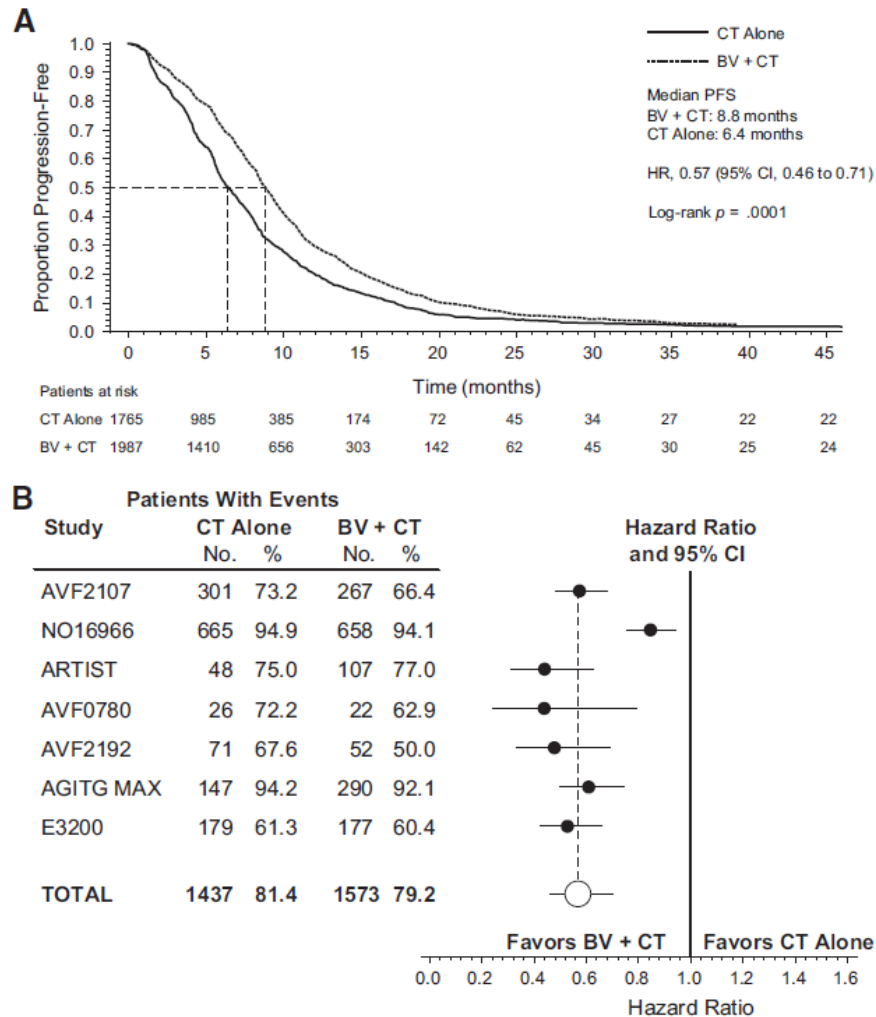 A
CT Alone
BV + CT
Median PFS
BV + CT: 8.8 months
CT Alone: 6.4 months
HR, 0.57 (95% CI, 0.46 to 0.71)
Log-rank p = .0001
Proportion Progression-Free
1.0
0.9
0.8
0.7
0.6
0.5
0.4
0.3
0.2
0.1
0.0
0 5 10 15 20 25 30 35 40 45
Time (months)
Patients at risk
CT Alone 1765 985 385 174 72 45 34 27 22 22
BV + CT 1987 1410 656 303 142 62 45 30 25 24
B
Patients With Events
Study CT Alone BV + CT Hazard Ratio
No. % No. % and 95% CI
AVF2107 301 73.2 267 66.4
NO16966 665 94.9 658 94.1
ARTIST 48 75.0 107 77.0
AVF0780 26 72.2 22 62.9
AVF2192 71 67.6 52 50.0
AGITG MAX 147 94.2 290 92.1
E3200 179 61.3 177 60.4
TOTAL 1437 81.4 1573 79.2
Favors BV + CT Favors CT Alone
0.0 0.2 0.4 0.6 0.8 1.0 1.2 1.4 1.6
Hazard Ratio